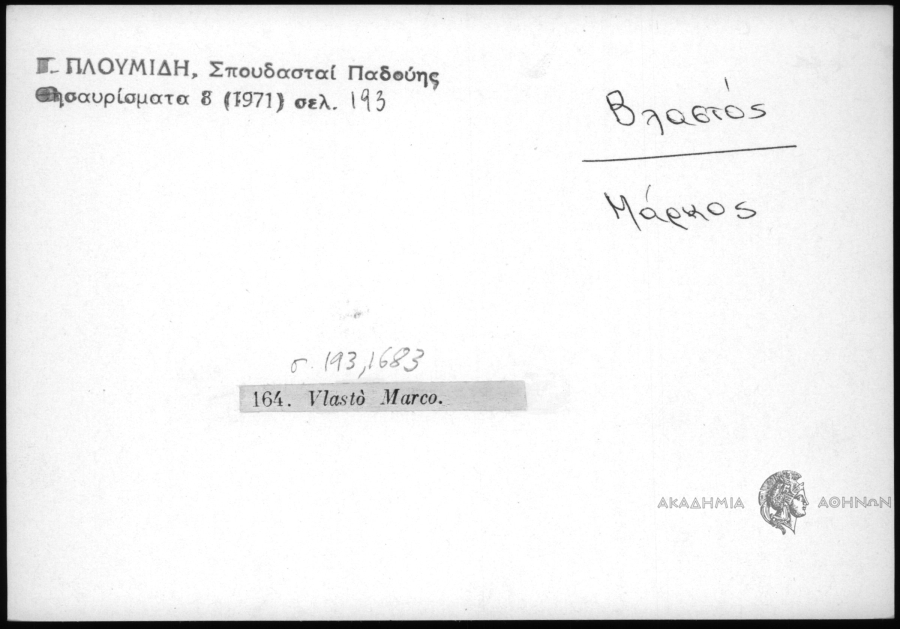 Γ. ΠΛΟΥΜΙΔΗ, Σπουδασταί Παδούης
Θησαυρίσματα 8 (1971) σελ. 193
Βλαστός
Μάρκος
σ. 193, 1683
164. Vlastò Marco.
ΑΚΑΔΗΜΙΑ ΑΘΗΝΩΝ